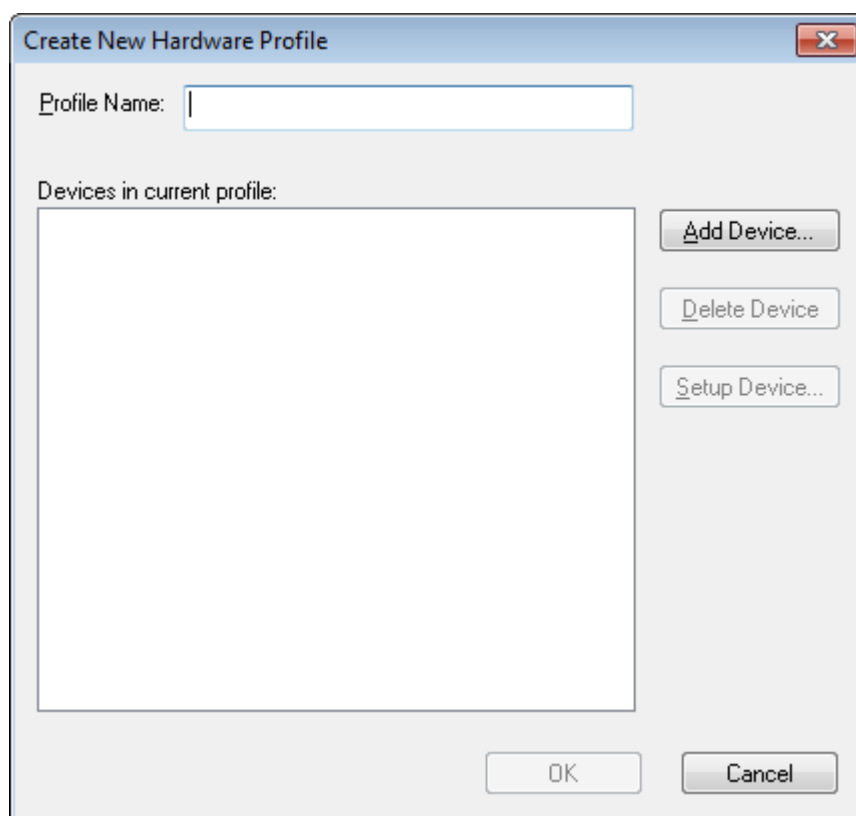 Create New Hardware Profile
Profile Name:
Devices in current profile:
Add Device...
Delete Device
Setup Device...
OK
Cancel